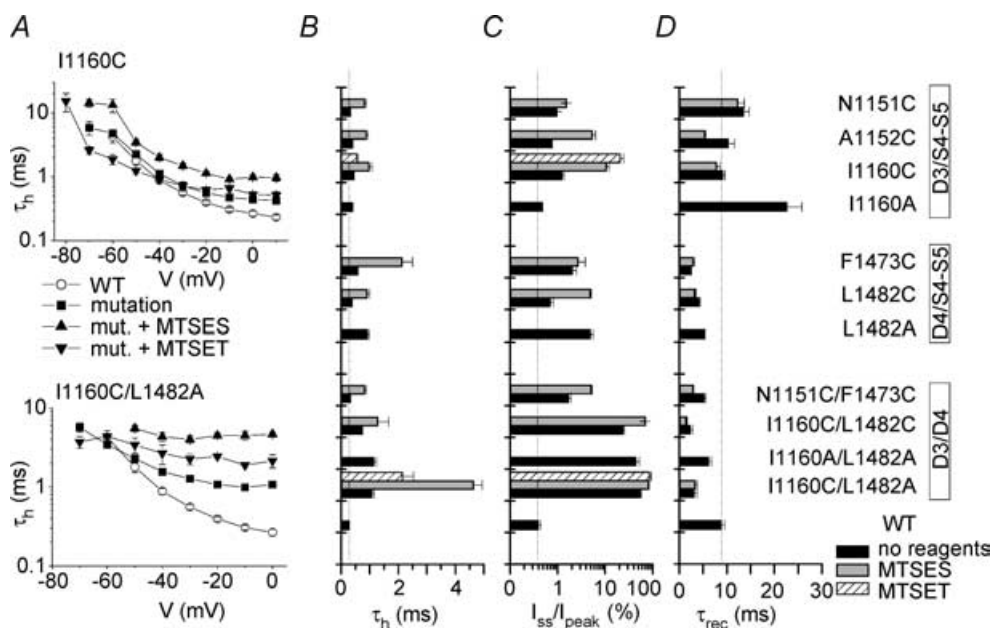 A
B
C
D
I1160C
10
1
0.1
τh (ms)
-80 -60 -40 -20 0
V (mV)
WT
mutation
mut. + MTSES
mut. + MTSET
I1160C/L1482A
10
1
0.1
τh (ms)
-80 -60 -40 -20 0
V (mV)
0 2 4
τh (ms)
0 1 10 100
Iss/Ipeak (%)
0 10 20 30
τrec (ms)
N1151C
A1152C
I1160C
I1160A
D3/S4-S5
F1473C
L1482C
L1482A
D4/S4-S5
N1151C/F1473C
I1160C/L1482C
I1160A/L1482A
I1160C/L1482A
D3/D4
WT
no reagents
MTSES
MTSET